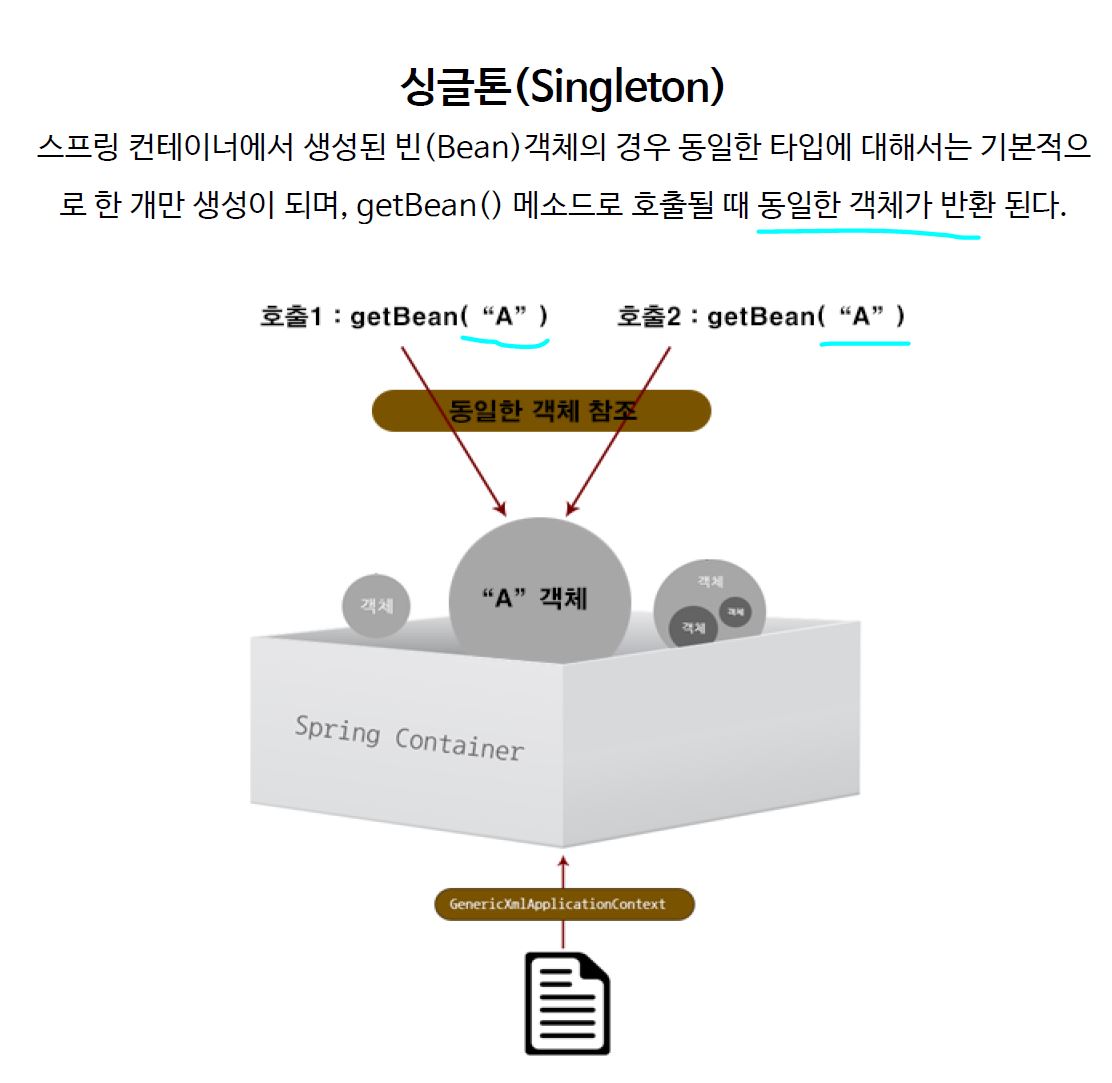 싱글톤(Singleton)
스프링 컨테이너에서 생성된 빈(Bean)객체의 경우 동일한 타입에 대해서는 기본적으
로 한 개만 생성이 되며, getBean() 메소드로 호출될 때 동일한 객체가 반환 된다.
호출1 : getBean( “A” )
호출2 : getBean( “A” )
동일한 객체 참조
객체
“A” 객체
객체
객체
객체
Spring Container
GenericXmlApplicationContext